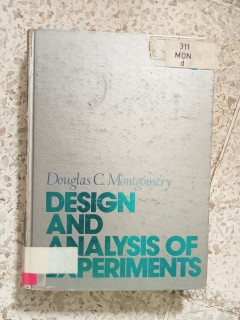 311
MON
d
Douglas C. Montgomery
DESIGN
AND
ANALYSIS OF
EXPERIMENTS